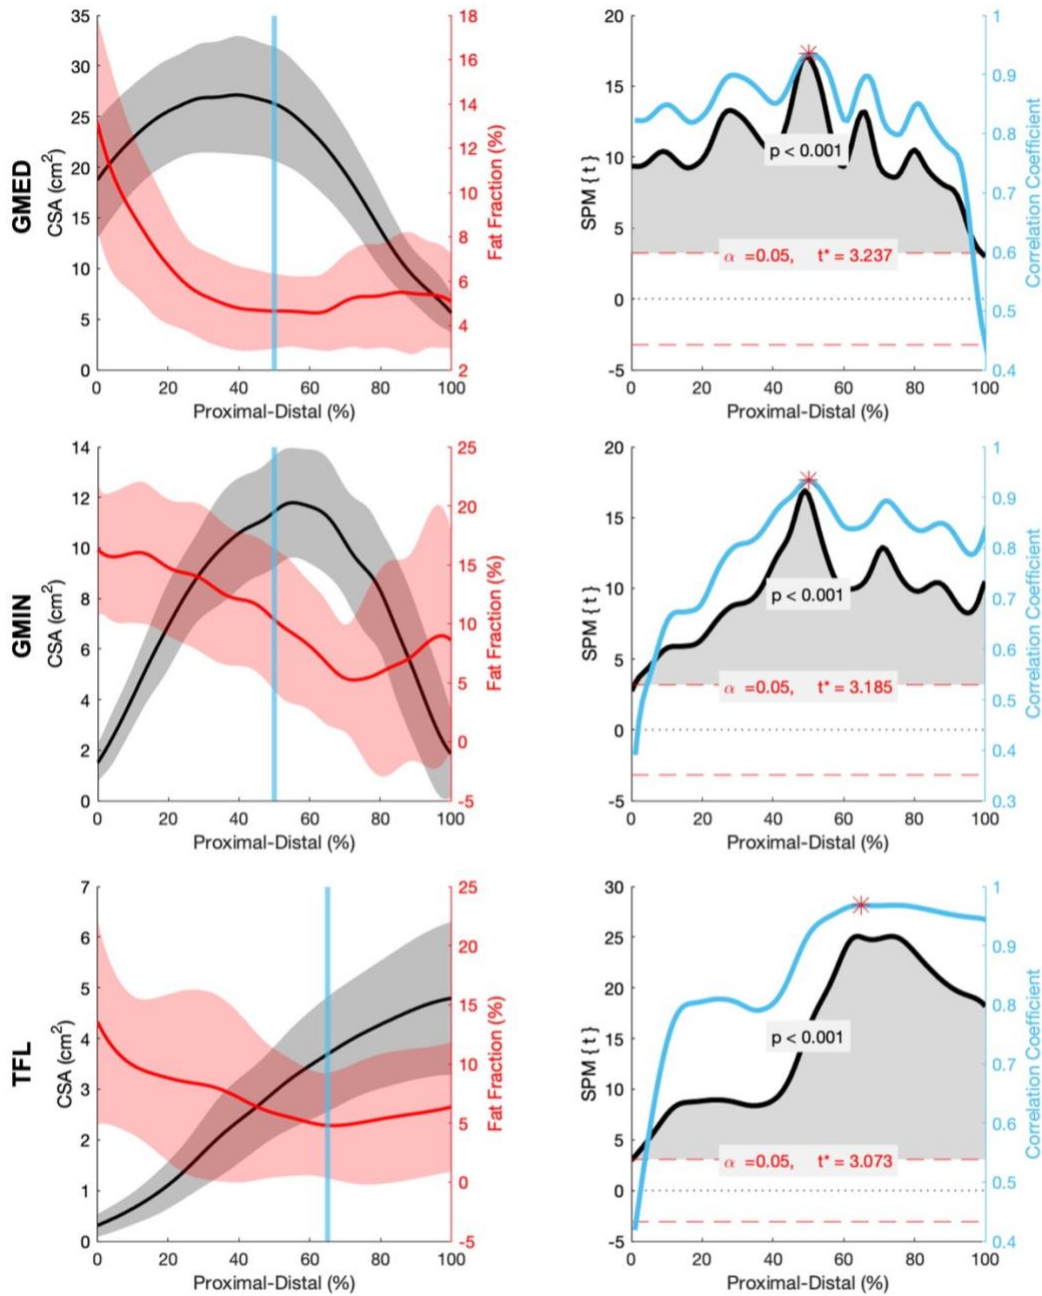 GMED
CSA (cm2)
35
30
25
20
15
10
5
0
0 20 40 60 80 100
Proximal-Distal (%)
18
16
14
12
10
8
6
4
2
Fat Fraction (%)
SPM { t }
20
15
10
5
0
-5
p < 0.001
α =0.05, t* = 3.237
0 20 40 60 80 100
Proximal-Distal (%)
1
0.9
0.8
0.7
0.6
0.5
0.4
Correlation Coefficient
GMIN
CSA (cm2)
14
12
10
8
6
4
2
0
0 20 40 60 80 100
Proximal-Distal (%)
25
20
15
10
5
0
-5
Fat Fraction (%)
SPM { t }
20
15
10
5
0
-5
p < 0.001
α =0.05, t* = 3.185
0 20 40 60 80 100
Proximal-Distal (%)
1
0.9
0.8
0.7
0.6
0.5
0.4
0.3
Correlation Coefficient
TFL
CSA (cm2)
7
6
5
4
3
2
1
0
0 20 40 60 80 100
Proximal-Distal (%)
25
20
15
10
5
0
-5
Fat Fraction (%)
SPM { t }
30
25
20
15
10
5
0
-5
p < 0.001
α =0.05, t* = 3.073
0 20 40 60 80 100
Proximal-Distal (%)
1
0.9
0.8
0.7
0.6
0.5
0.4
Correlation Coefficient